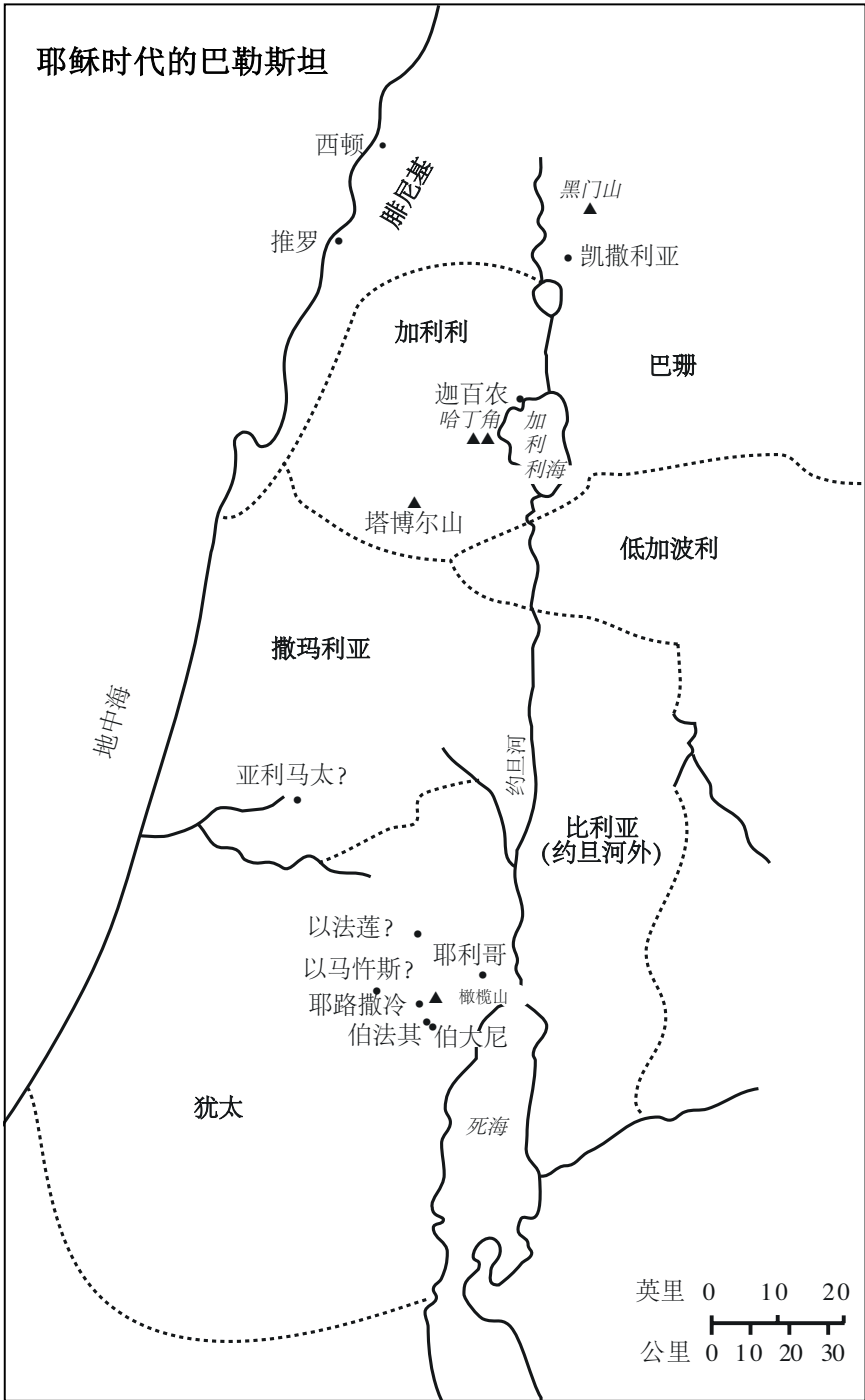 耶稣时代的巴勒斯坦
西顿
腓尼基
黑门山
推罗
凯撒利亚
加利利
巴珊
迦百农
哈丁角
加
利
利海
塔博尔山
低加波利
撒玛利亚
地中海
约旦河
亚利马太?
比利亚
(约旦河外)
以法莲?
耶利哥
以马忤斯?
橄榄山
耶路撒冷
伯法其
伯大尼
犹太
死海
英里 0 10 20
公里 0 10 20 30